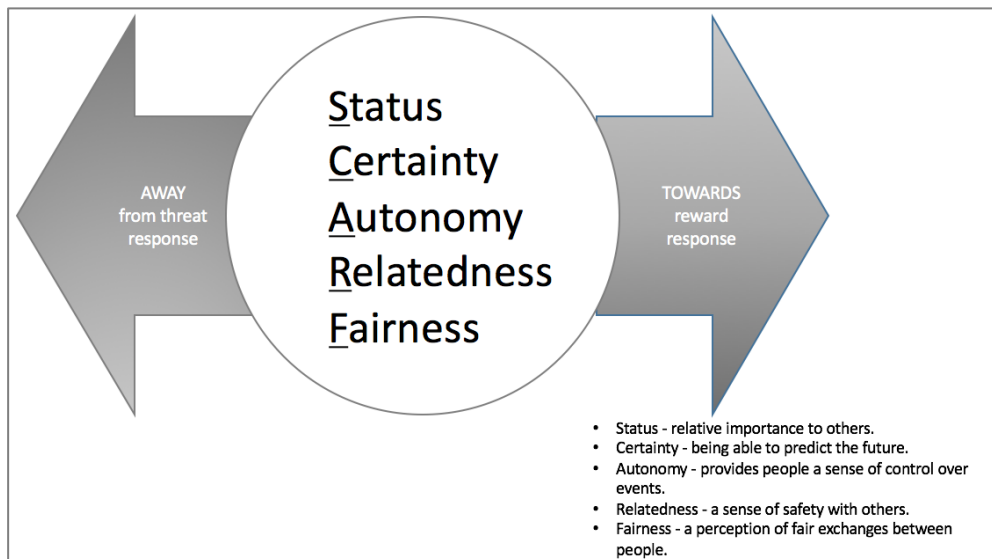 Status
Certainty
Autonomy
Relatedness
Fairness
AWAY
from threat
response
TOWARDS
reward
response
• Status - relative importance to others.
• Certainty - being able to predict the future.
• Autonomy - provides people a sense of control over
events.
• Relatedness - a sense of safety with others.
• Fairness - a perception of fair exchanges between
people.